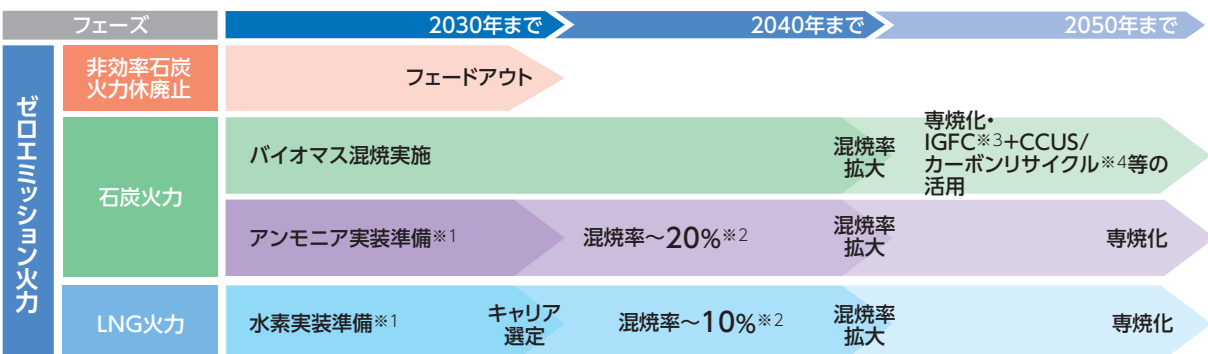 フェーズ
2030年まで
2040年まで
2050年まで
ゼロエミッション火力
非効率石炭
火力休廃止
フェードアウト
石炭火力
バイオマス混焼実施
混焼率
拡大
専焼化・
IGFC※3+CCUS/
カーボンリサイクル※4等の
活用
アンモニア実装準備※1
混焼率～20%※2
混焼率
拡大
専焼化
LNG火力
水素実装準備※1
キャリア
選定
混焼率～10%※2
混焼率
拡大
専焼化